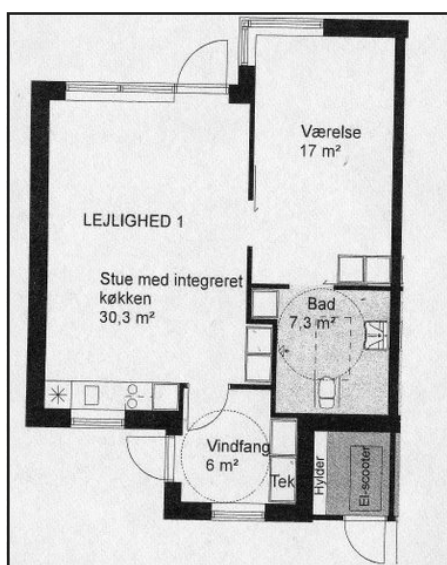 Værelse
17 m²
LEJLIGHED 1
Stue med integreret
køkken
30,3 m²
Bad
7,3 m²
Vindfang
6 m²
Tek
Hylder
El-scooter